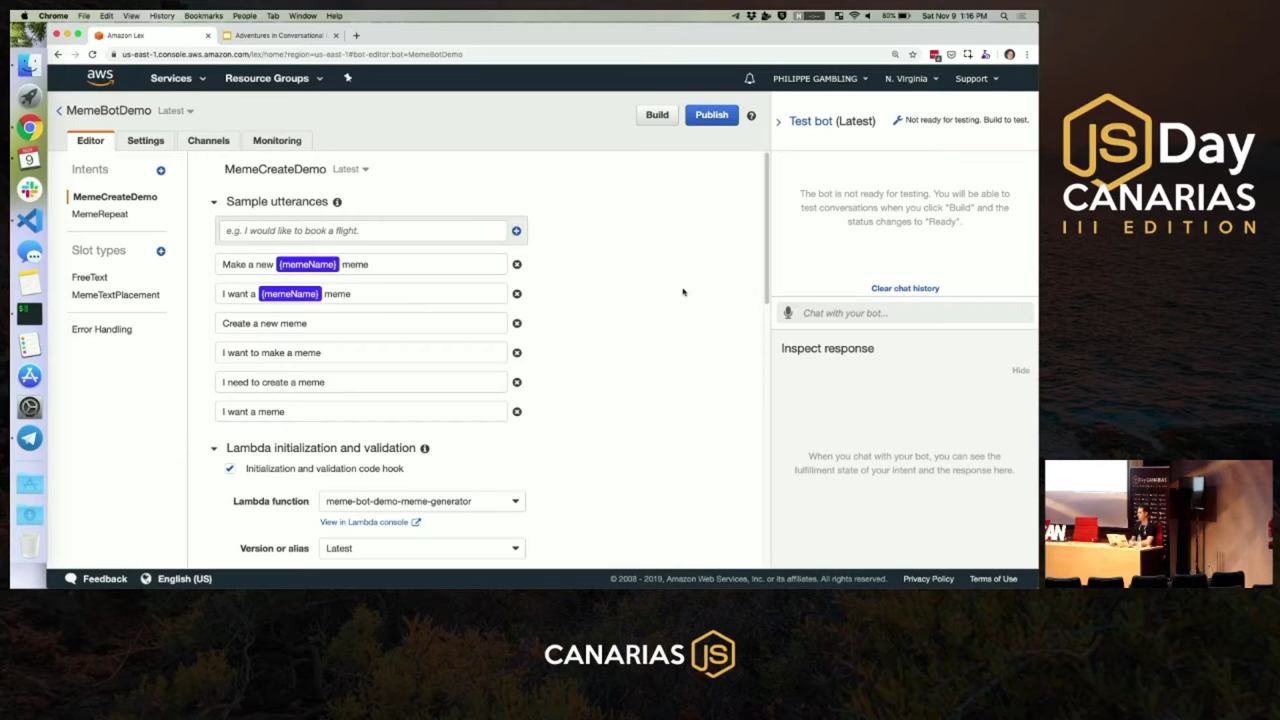 Chrome File Edit View History Bookmarks People Tab Window Help
80% Sat Nov 9 1:16 PM
Amazon Lex
Adventures in Conversational
us-east-1.console.aws.amazon.com/lex/home?region=us-east-1#bot-editor:bot=MemeBotDemo
aws Services Resource Groups PHILIPPE GAMBLING N. Virginia Support
MemeBotDemo Latest
Build Publish
Test bot (Latest)
Not ready for testing. Build to test.
Editor Settings Channels Monitoring
Intents
MemeCreateDemo
MemeRepeat
Slot types
FreeText
MemeTextPlacement
Error Handling
MemeCreateDemo Latest
Sample utterances
e.g. I would like to book a flight.
Make a new {memeName} meme
I want a {memeName} meme
Create a new meme
I want to make a meme
I need to create a meme
I want a meme
Lambda initialization and validation
Initialization and validation code hook
Lambda function meme-bot-demo-meme-generator
View in Lambda console
Version or alias Latest
The bot is not ready for testing. You will be able to
test conversations when you click "Build" and the
status changes to "Ready".
Clear chat history
Chat with your bot...
Inspect response
Hide
When you chat with your bot, you can see the
fulfillment state of your intent and the response here.
Feedback English (US)
© 2008 - 2019, Amazon Web Services, Inc. or its affiliates. All rights reserved. Privacy Policy Terms of Use
JS Day
CANARIAS
III EDITION
CANARIAS JS